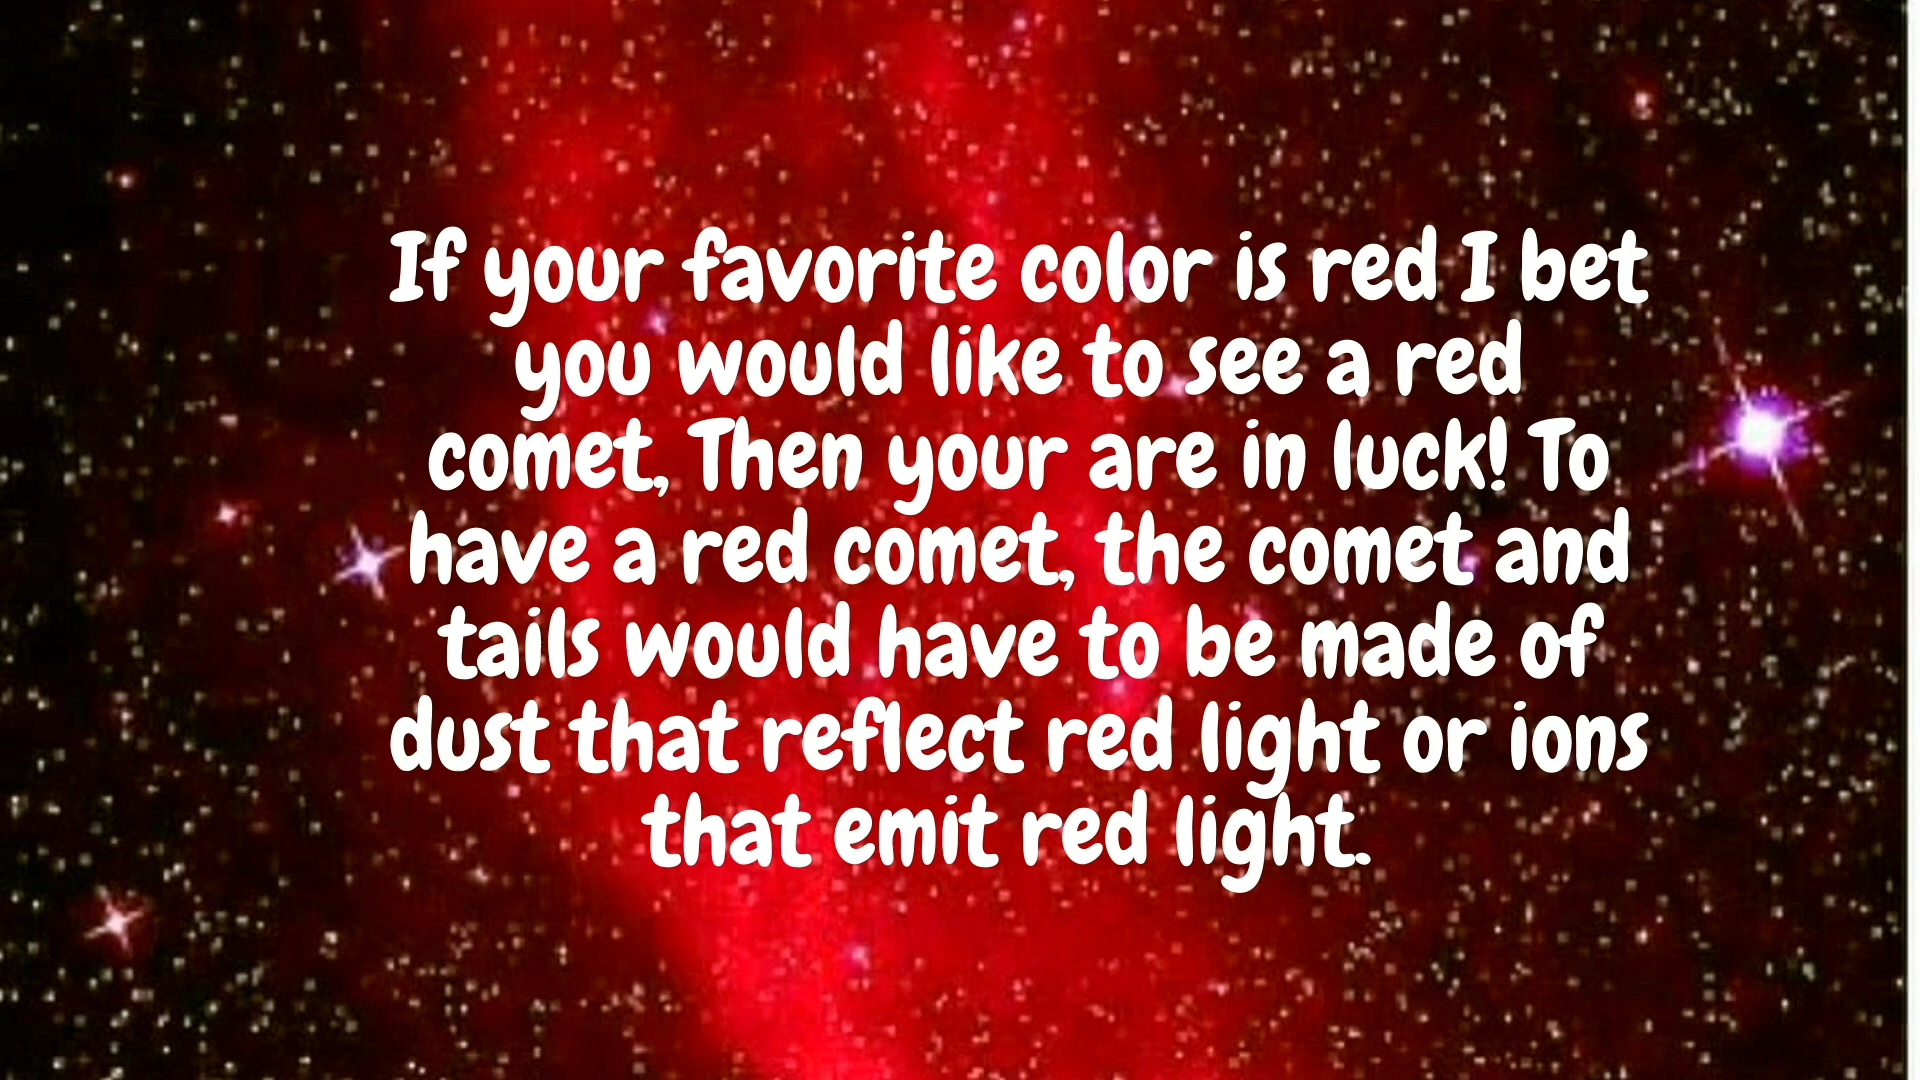 If your favorite color is red I bet
you would like to see a red
comet, Then your are in luck! To
have a red comet, the comet and
tails would have to be made of
dust that reflect red light or ions
that emit red light.